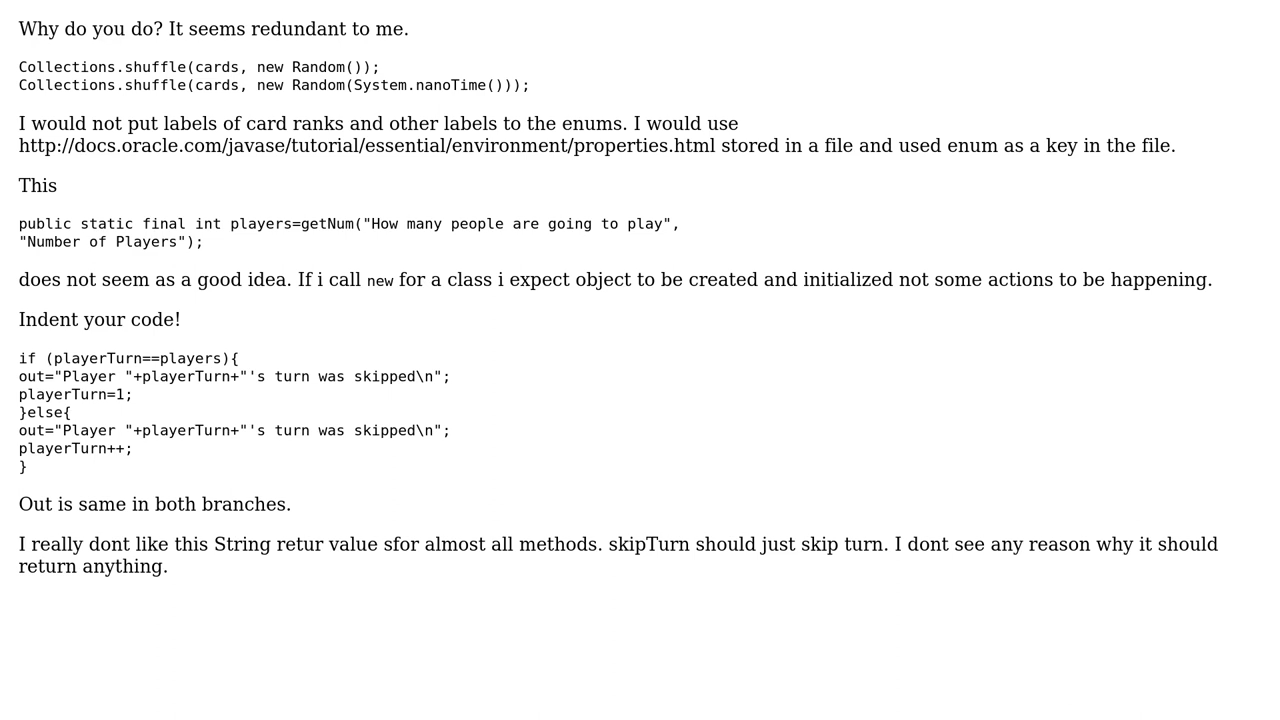 Why do you do? It seems redundant to me.
Collections.shuffle(cards, new Random());
Collections.shuffle(cards, new Random(System.nanoTime()));
I would not put labels of card ranks and other labels to the enums. I would use
http://docs.oracle.com/javase/tutorial/essential/environment/properties.html stored in a file and used enum as a key in the file.
This
public static final int players=getNum("How many people are going to play",
"Number of Players");
does not seem as a good idea. If i call new for a class i expect object to be created and initialized not some actions to be happening.
Indent your code!
if (playerTurn==players){
out="Player "+playerTurn+"'s turn was skipped\n";
playerTurn=1;
}else{
out="Player "+playerTurn+"'s turn was skipped\n";
playerTurn++;
}
Out is same in both branches.
I really dont like this String retur value sfor almost all methods. skipTurn should just skip turn. I dont see any reason why it should
return anything.